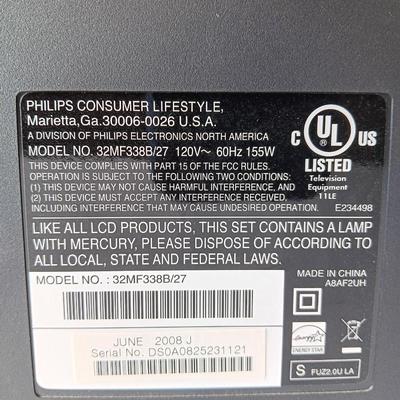 PHILIPS CONSUMER LIFESTYLE,
Marietta,Ga.30006-0026 U.S.A.
A DIVISION OF PHILIPS ELECTRONICS NORTH AMERICA
MODEL NO. 32MF338B/27 120V～ 60Hz 155W
THIS DEVICE COMPLIES WITH PART 15 OF THE FCC RULES.
OPERATION IS SUBJECT TO THE FOLLOWING TWO CONDITIONS:
(1) THIS DEVICE MAY NOT CAUSE HARMFUL INTERFERENCE, AND
(2) THIS DEVICE MUST ACCEPT ANY INTERFERENCE RECEIVED,
INCLUDING INTERFERENCE THAT MAY CAUSE UNDESIRED OPERATION.
C UL US
®
LISTED
Television
Equipment
11LE
E234498
LIKE ALL LCD PRODUCTS, THIS SET CONTAINS A LAMP
WITH MERCURY, PLEASE DISPOSE OF ACCORDING TO
ALL LOCAL, STATE AND FEDERAL LAWS.
MODEL NO. : 32MF338B/27
MADE IN CHINA
A8AF2UH
JUNE 2008 J
Serial No. DS0A0825231121
energy
ENERGY STAR
S FUZ2.0U LA